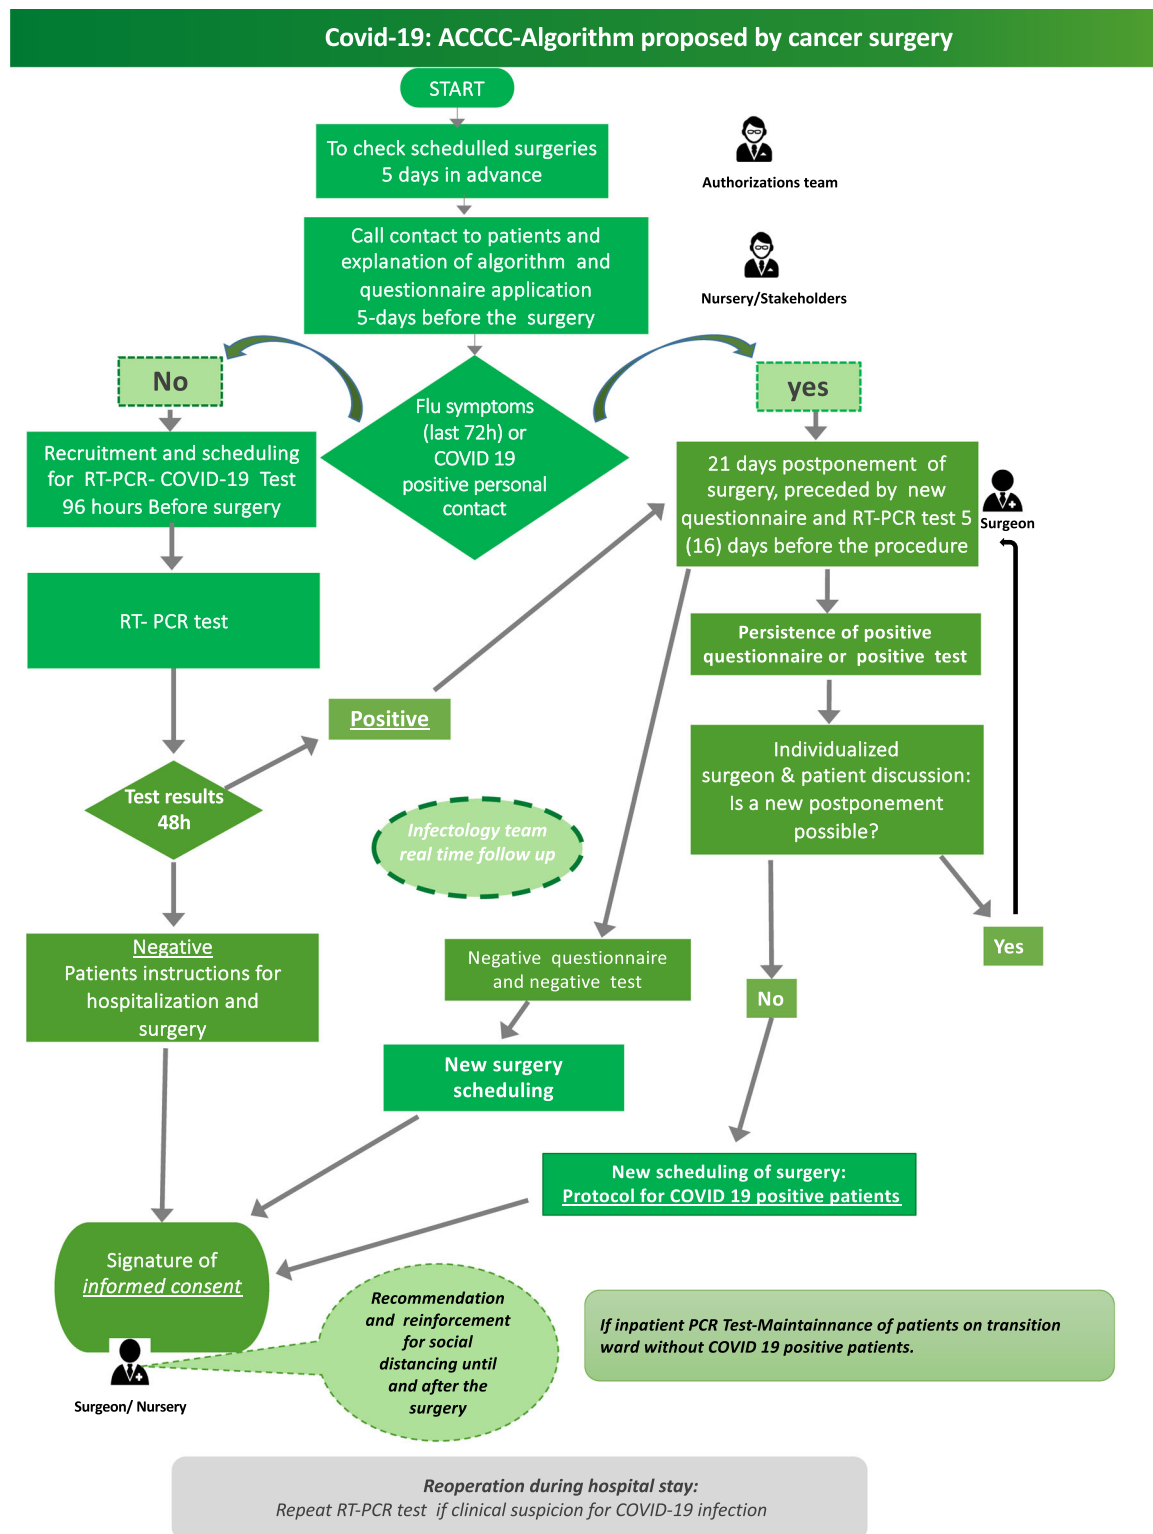 Covid-19: ACCCC-Algorithm proposed by cancer surgery
START
To check schedulled surgeries
5 days in advance
Authorizations team
Call contact to patients and
explanation of algorithm and
questionnaire application
5-days before the surgery
Nursery/Stakeholders
No
yes
Flu symptoms
(last 72h) or
COVID 19
positive personal
contact
Recruitment and scheduling
for RT-PCR- COVID-19 Test
96 hours Before surgery
21 days postponement of
surgery, preceded by new
questionnaire and RT-PCR test 5
(16) days before the procedure
Surgeon
RT- PCR test
Persistence of positive
questionnaire or positive test
Positive
Individualized
surgeon & patient discussion:
Is a new postponement
possible?
Test results
48h
Infectology team
real time follow up
Negative
Patients instructions for
hospitalization and
surgery
Negative questionnaire
and negative test
Yes
No
New surgery
scheduling
New scheduling of surgery:
Protocol for COVID 19 positive patients
Signature of
informed consent
Surgeon/ Nursery
Recommendation
and reinforcement
for social
distancing until
and after the
surgery
If inpatient PCR Test-Maintainnance of patients on transition
ward without COVID 19 positive patients.
Reoperation during hospital stay:
Repeat RT-PCR test if clinical suspicion for COVID-19 infection